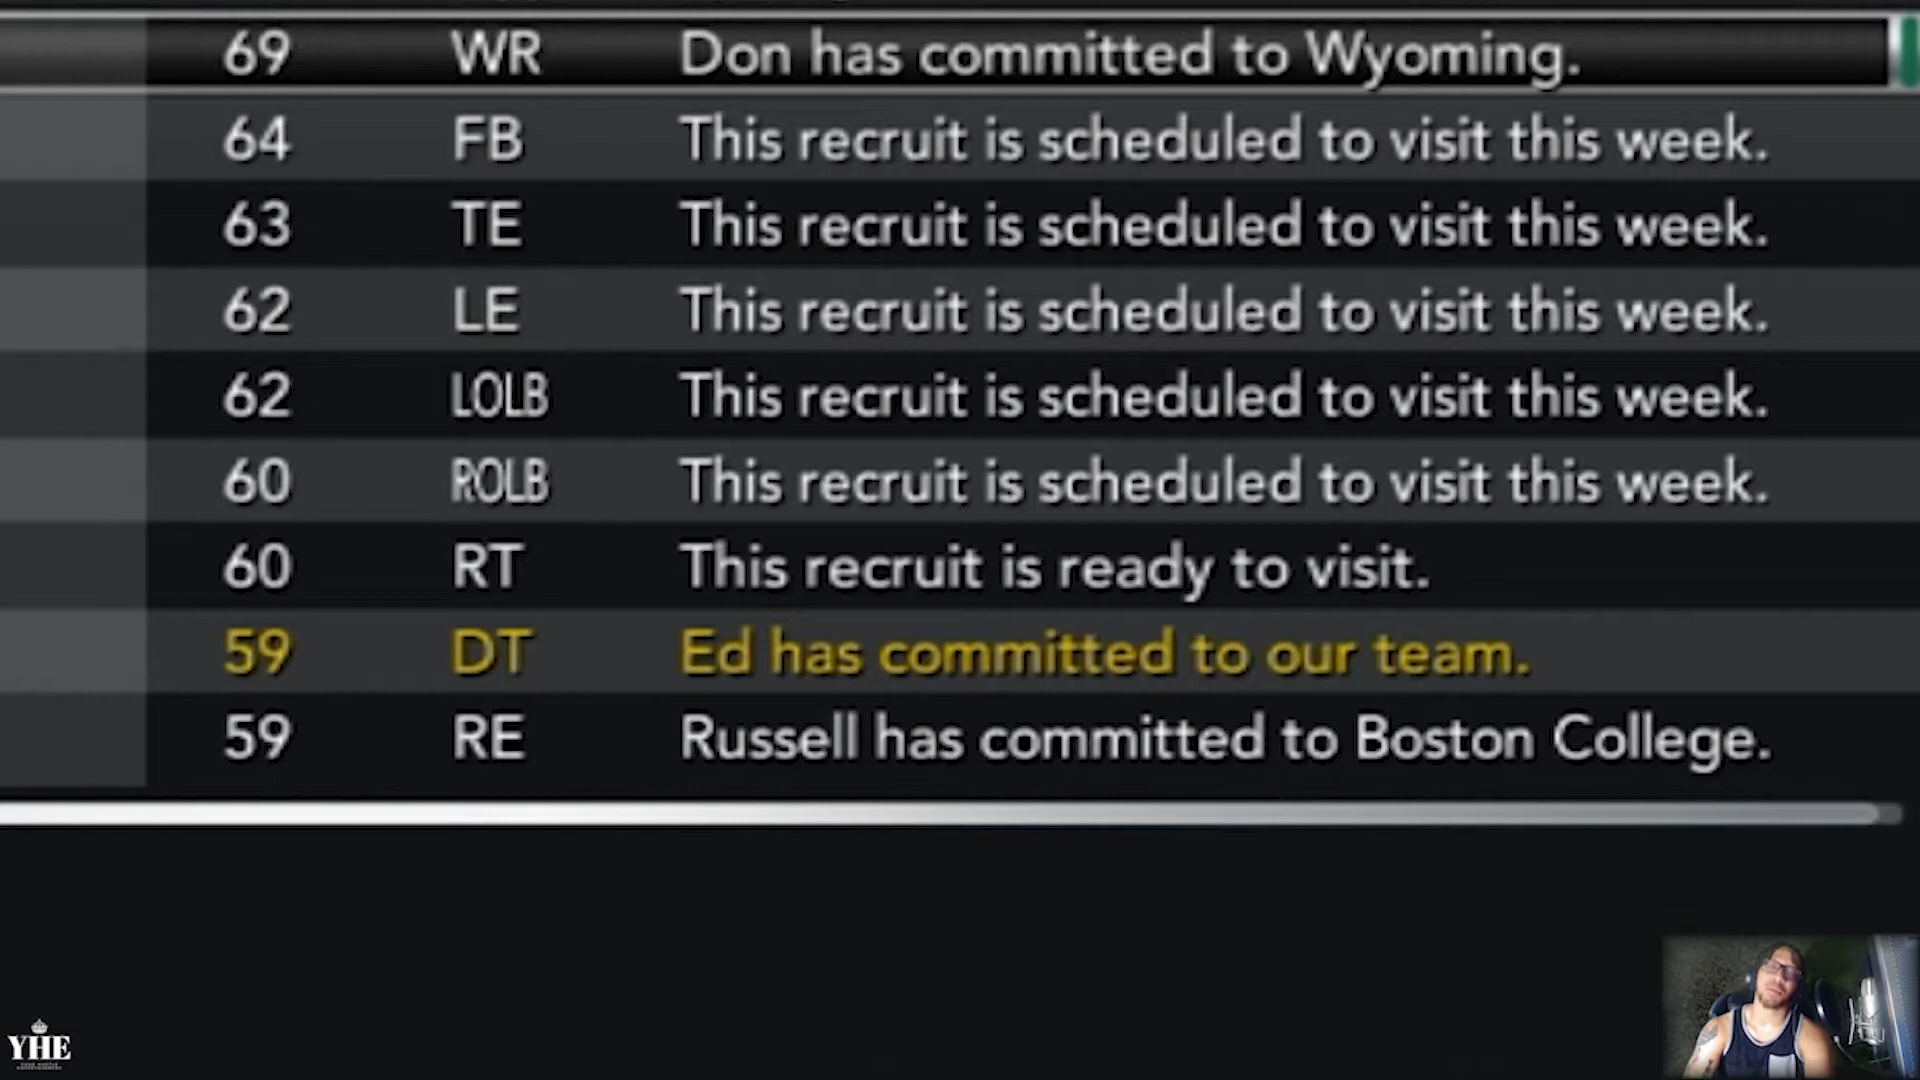 69 WR Don has committed to Wyoming.
64 FB This recruit is scheduled to visit this week.
63 TE This recruit is scheduled to visit this week.
62 LE This recruit is scheduled to visit this week.
62 LOLB This recruit is scheduled to visit this week.
60 ROLB This recruit is scheduled to visit this week.
60 RT This recruit is ready to visit.
59 DT Ed has committed to our team.
59 RE Russell has committed to Boston College.
YHE